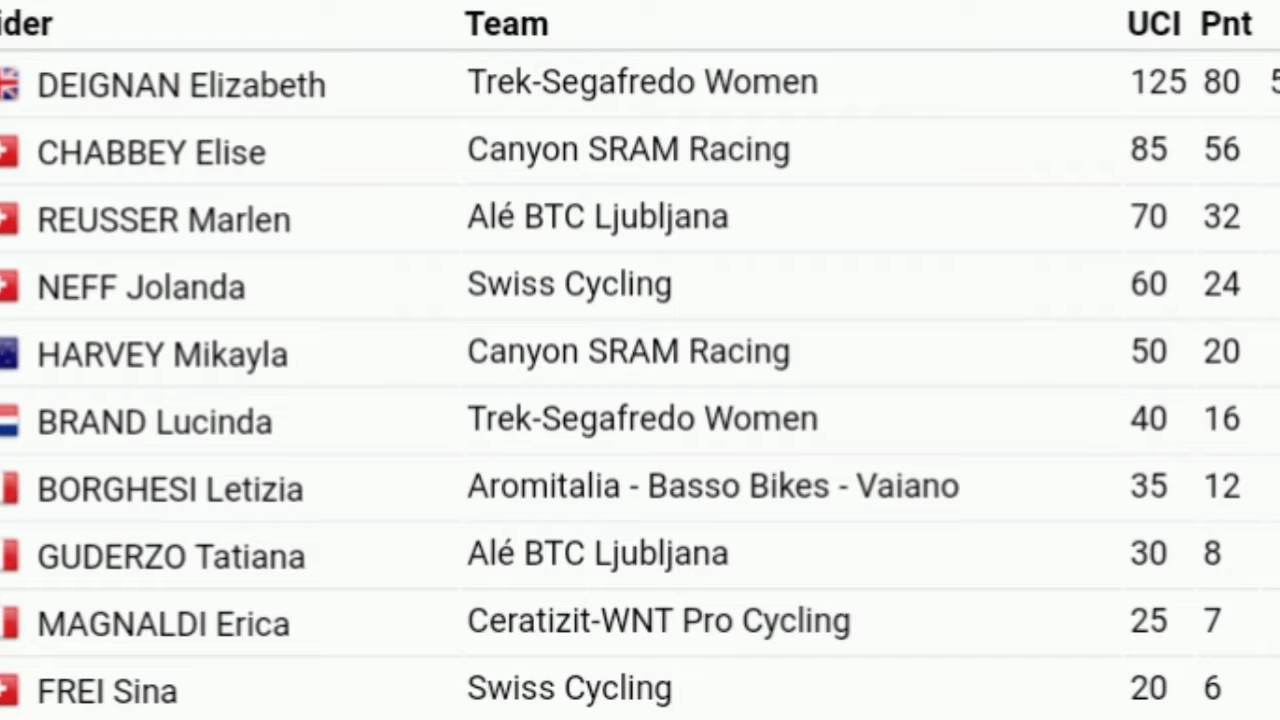 ider Team UCI Pnt
DEIGNAN Elizabeth Trek-Segafredo Women 125 80 5
CHABBEY Elise Canyon SRAM Racing 85 56
REUSSER Marlen Alé BTC Ljubljana 70 32
NEFF Jolanda Swiss Cycling 60 24
HARVEY Mikayla Canyon SRAM Racing 50 20
BRAND Lucinda Trek-Segafredo Women 40 16
BORGHESI Letizia Aromitalia - Basso Bikes - Vaiano 35 12
GUDERZO Tatiana Alé BTC Ljubljana 30 8
MAGNALDI Erica Ceratizit-WNT Pro Cycling 25 7
FREI Sina Swiss Cycling 20 6